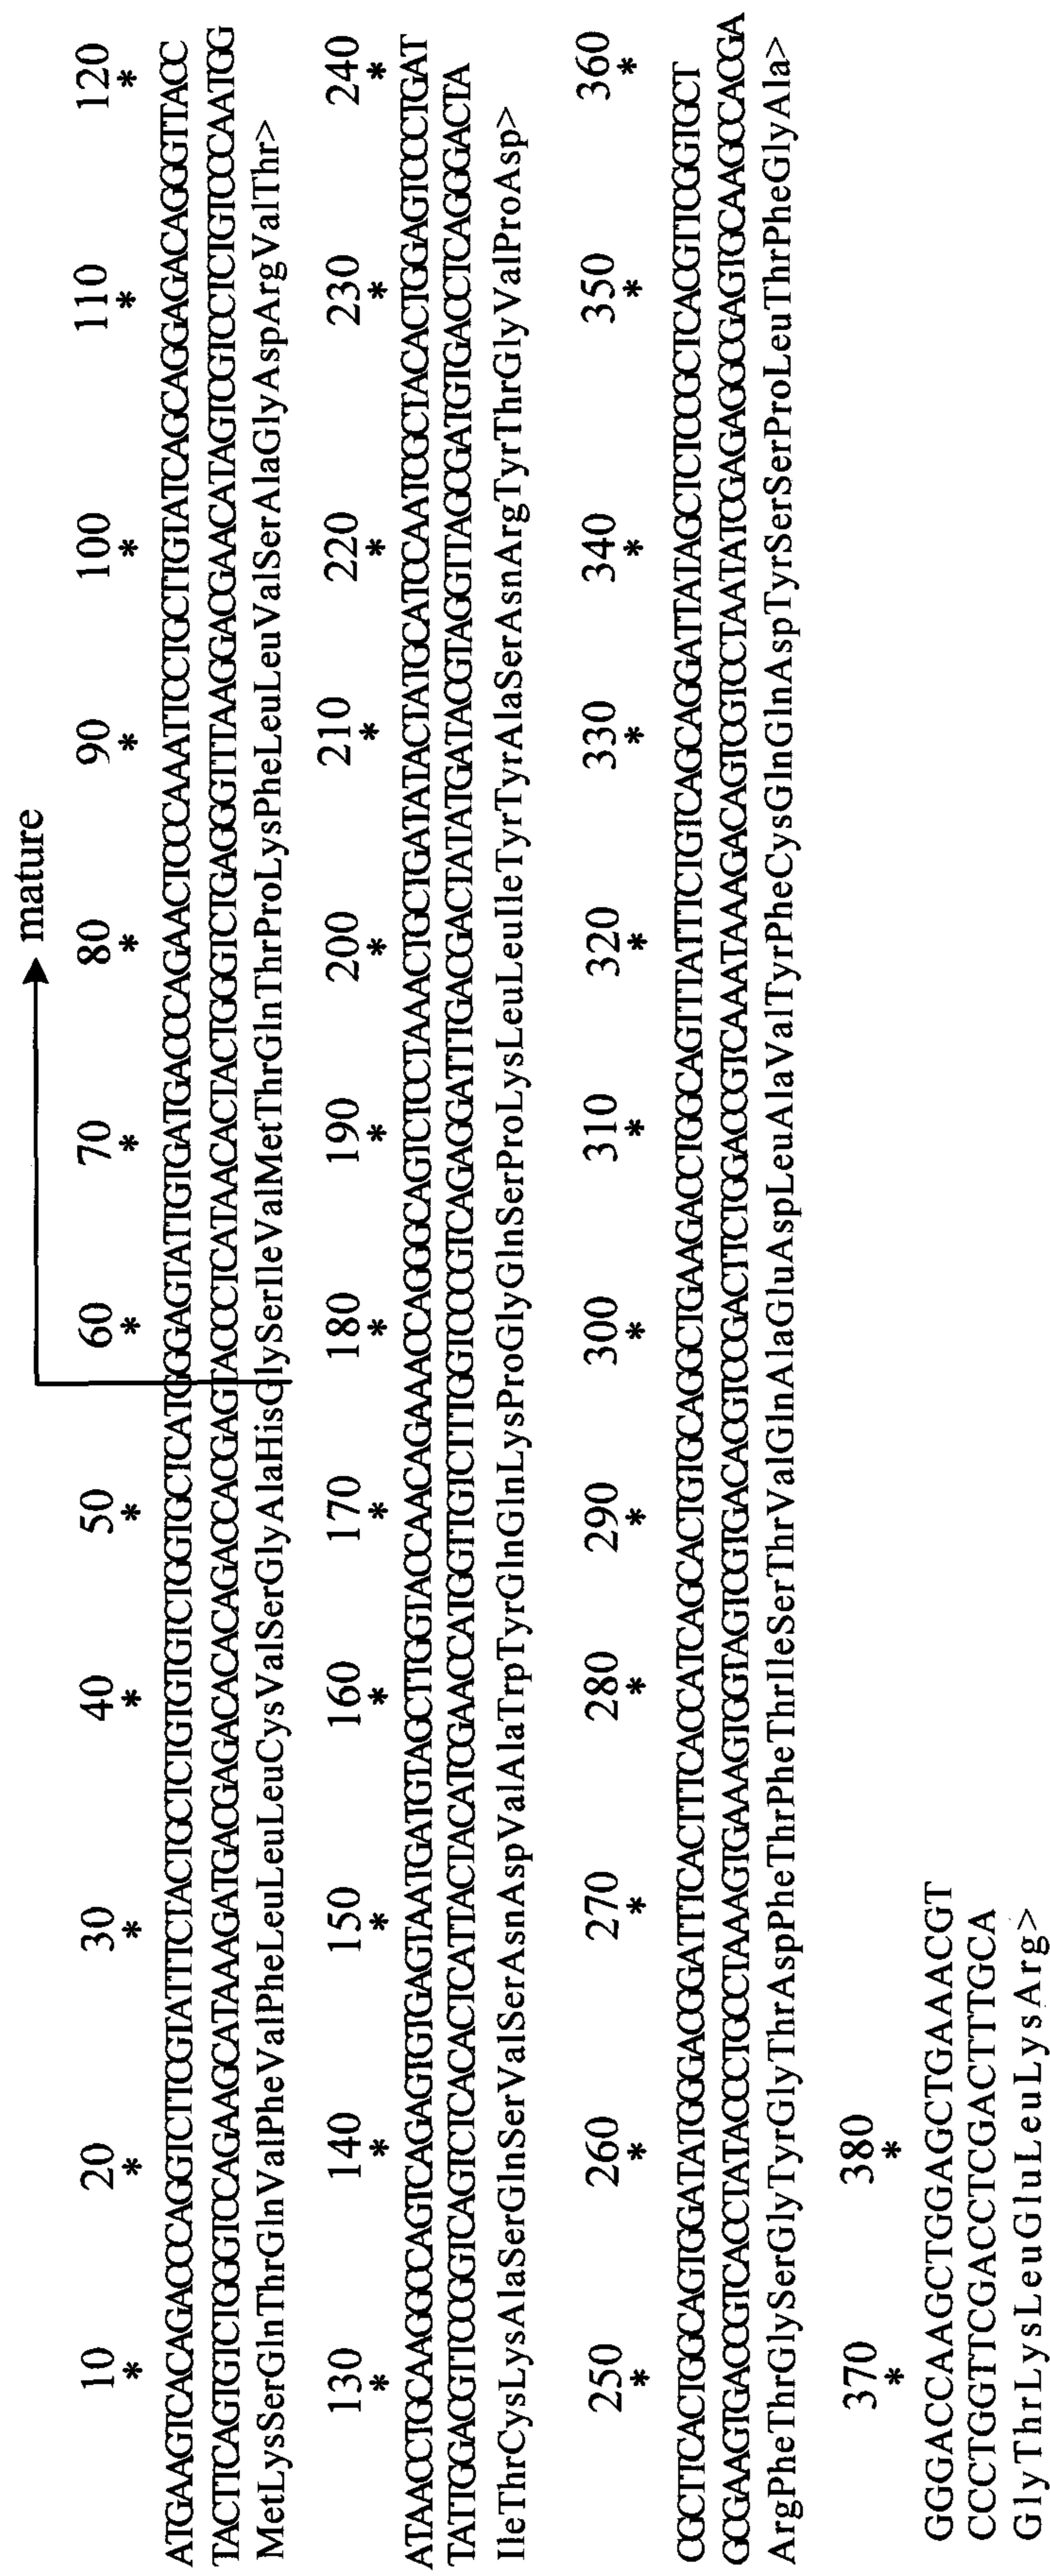 mature
10 20 30 40 50 60 70 80 90 100 110 120
* * * * * * * * * * * *
ATGAAGTCACAGACCCAGGTCTTCGTATTTCTACTGCTCTGTGTGTCTGGTGCTCATGGGAGTATTGTGATGACCCAGACTCCCAAATTCCTGCTTGTATCAGCAGGAGACAGGGTTACC
TACTTCAGTGTCTGGGTCCAGAAGCATAAAGATGACGAGACACACAGACCACGAGTACCCTCATAACACTACTGGGTCTGAGGGTTTAAGGACGAACATAGTCGTCCTCTGTCCCAATGG
MetLysSerGlnThrGlnValPheValPheLeuLeuLeuCysValSerGlyAlaHisGlySerIleValMetThrGlnThrProLysPheLeuLeuValSerAlaGlyAspArgValThr>
130 140 150 160 170 180 190 200 210 220 230 240
* * * * * * * * * * * *
ATAACCTGCAAGGCCAGTCAGAGTGTGAGTAATGATGTAGCTTGGTACCAACAGAAACCAGGGCAGTCTCCTAAACTGCTGATATACTATGCATCCAATCGCTACACTGGAGTCCCTGAT
TATTGGACGTTCCGGTCAGTCTCACACTCATTACTACATCGAACCATGGTTGTCTTTGGTCCCGTCAGAGGATTTGACGACTATATGATACGTAGGTTAGCGATGTGACCTCAGGGACTA
IleThrCysLysAlaSerGlnSerValSerAsnAspValAlaTrpTyrGlnGlnLysProGlyGlnSerProLysLeuLeuIleTyrTyrAlaSerAsnArgTyrThrGlyValProAsp>
250 260 270 280 290 300 310 320 330 340 350 360
* * * * * * * * * * * *
CGCTTCACTGGCAGTGGATATGGGACGGATTTCACTTTCACCATCAGCACTGTGCAGGCTGAAGACCTGGCAGTTTATTTCTGTCAGCAGGATTATAGCTCTCCGCTCACGTTCGGTGCT
GCGAAGTGACCGTCACCTATACCCTGCCTAAAGTGAAAGTGGTAGTCGTGACACGTCCGACTTCTGGACCGTCAAATAAAGACAGTCGTCCTAATATCGAGAGGCGAGTGCAAGCCACGA
ArgPheThrGlySerGlyTyrGlyThrAspPheThrPheThrIleSerThrValGlnAlaGluAspLeuAlaValTyrPheCysGlnGlnAspTyrSerSerProLeuThrPheGlyAla>
370 380
* *
GGGACCAAGCTGGAGCTGAAACGT
CCCTGGTTCGACCTCGACTTTGCA
GlyThrLysLeuGluLeuLysArg>